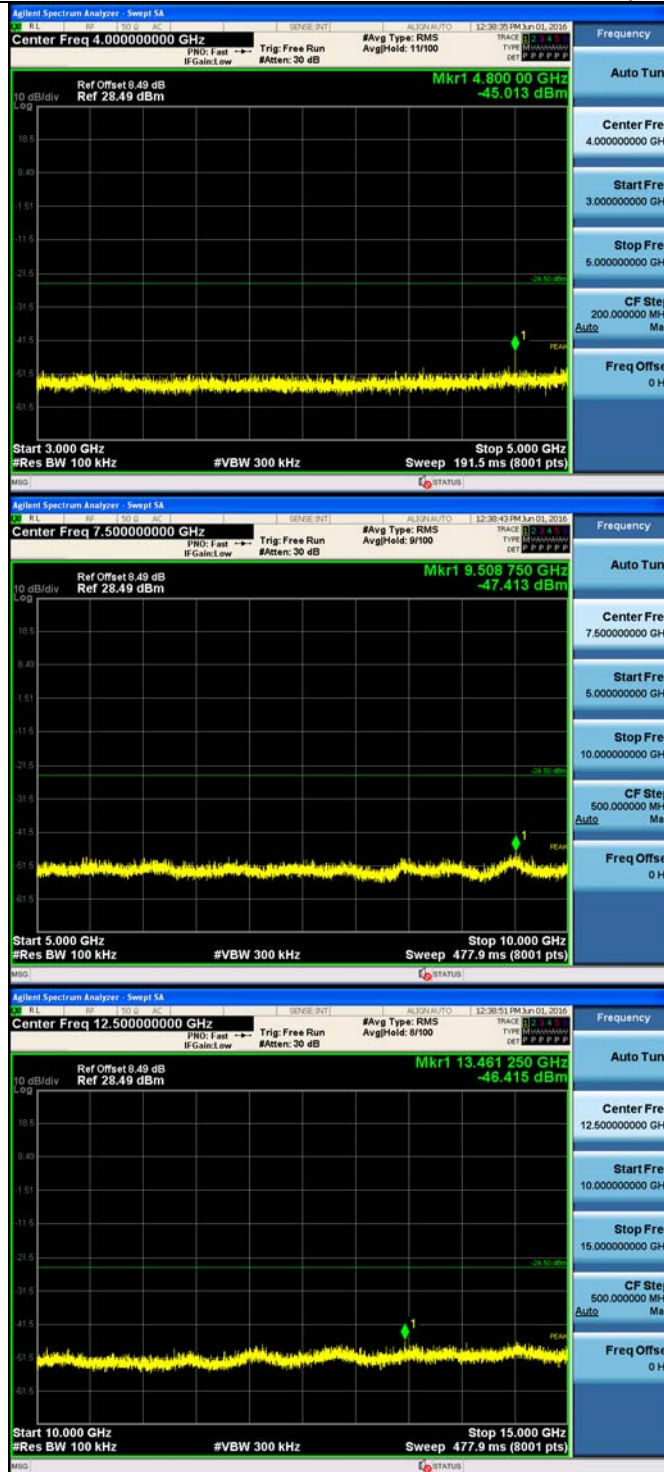 Agilent Spectrum Analyzer - Swept SA
RL RF 50 Ω AC SENSE:INT ALIGN AUTO 12:38:35 PM Jun 01, 2016
Center Freq 4.000000000 GHz
PNO: Fast Trig: Free Run #Avg Type: RMS TRACE 1 2 3 4 5 6
IFGain:Low #Atten: 30 dB Avg|Hold: 11/100 TYPE M
DET P P P P P P
Frequency
Mkr1 4.800 00 GHz
-45.013 dBm
Ref Offset 8.49 dB
10 dB/div Ref 28.49 dBm
Log
18.5
8.49
-1.51
-11.5
-21.5
-24.50 dBm
-31.5
-41.5
1
PEAK
-51.5
-61.5
Start 3.000 GHz Stop 5.000 GHz
#Res BW 100 kHz #VBW 300 kHz Sweep 191.5 ms (8001 pts)
MSG STATUS
Auto Tun
Center Fre
4.000000000 GH
Start Fre
3.000000000 GH
Stop Fre
5.000000000 GH
CF Ste
200.000000 MH
Auto Ma
Freq Offse
0 H
Agilent Spectrum Analyzer - Swept SA
RL RF 50 Ω AC SENSE:INT ALIGN AUTO 12:38:43 PM Jun 01, 2016
Center Freq 7.500000000 GHz
PNO: Fast Trig: Free Run #Avg Type: RMS TRACE 1 2 3 4 5 6
IFGain:Low #Atten: 30 dB Avg|Hold: 9/100 TYPE M
DET P P P P P P
Frequency
Mkr1 9.508 750 GHz
-47.413 dBm
Ref Offset 8.49 dB
10 dB/div Ref 28.49 dBm
Log
18.5
8.49
-1.51
-11.5
-21.5
-24.50 dBm
-31.5
-41.5
1
PEAK
-51.5
-61.5
Start 5.000 GHz Stop 10.000 GHz
#Res BW 100 kHz #VBW 300 kHz Sweep 477.9 ms (8001 pts)
MSG STATUS
Auto Tun
Center Fre
7.500000000 GH
Start Fre
5.000000000 GH
Stop Fre
10.000000000 GH
CF Ste
500.000000 MH
Auto Ma
Freq Offse
0 H
Agilent Spectrum Analyzer - Swept SA
RL RF 50 Ω AC SENSE:INT ALIGN AUTO 12:38:51 PM Jun 01, 2016
Center Freq 12.500000000 GHz
PNO: Fast Trig: Free Run #Avg Type: RMS TRACE 1 2 3 4 5 6
IFGain:Low #Atten: 30 dB Avg|Hold: 8/100 TYPE M
DET P P P P P P
Frequency
Mkr1 13.461 250 GHz
-46.415 dBm
Ref Offset 8.49 dB
10 dB/div Ref 28.49 dBm
Log
18.5
8.49
-1.51
-11.5
-21.5
-24.50 dBm
-31.5
-41.5
1
PEAK
-51.5
-61.5
Start 10.000 GHz Stop 15.000 GHz
#Res BW 100 kHz #VBW 300 kHz Sweep 477.9 ms (8001 pts)
MSG STATUS
Auto Tun
Center Fre
12.500000000 GH
Start Fre
10.000000000 GH
Stop Fre
15.000000000 GH
CF Ste
500.000000 MH
Auto Ma
Freq Offse
0 H